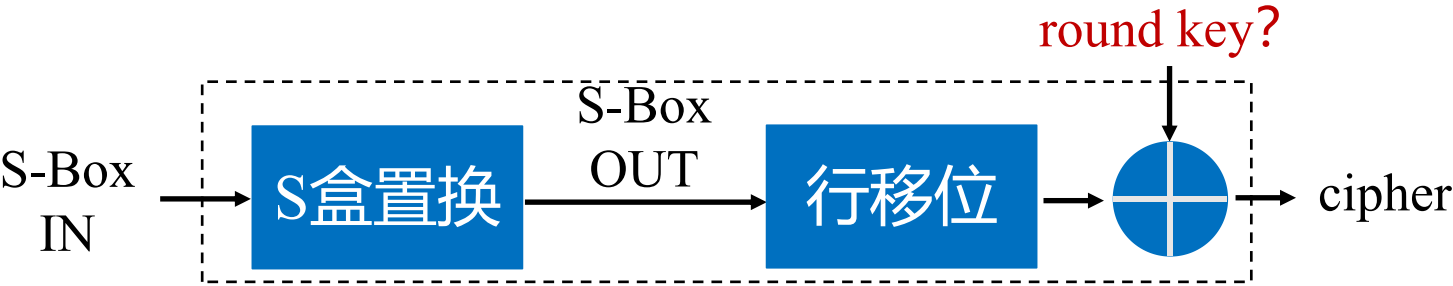 round key?
S-Box
IN
S盒置换
S-Box
OUT
行移位
cipher